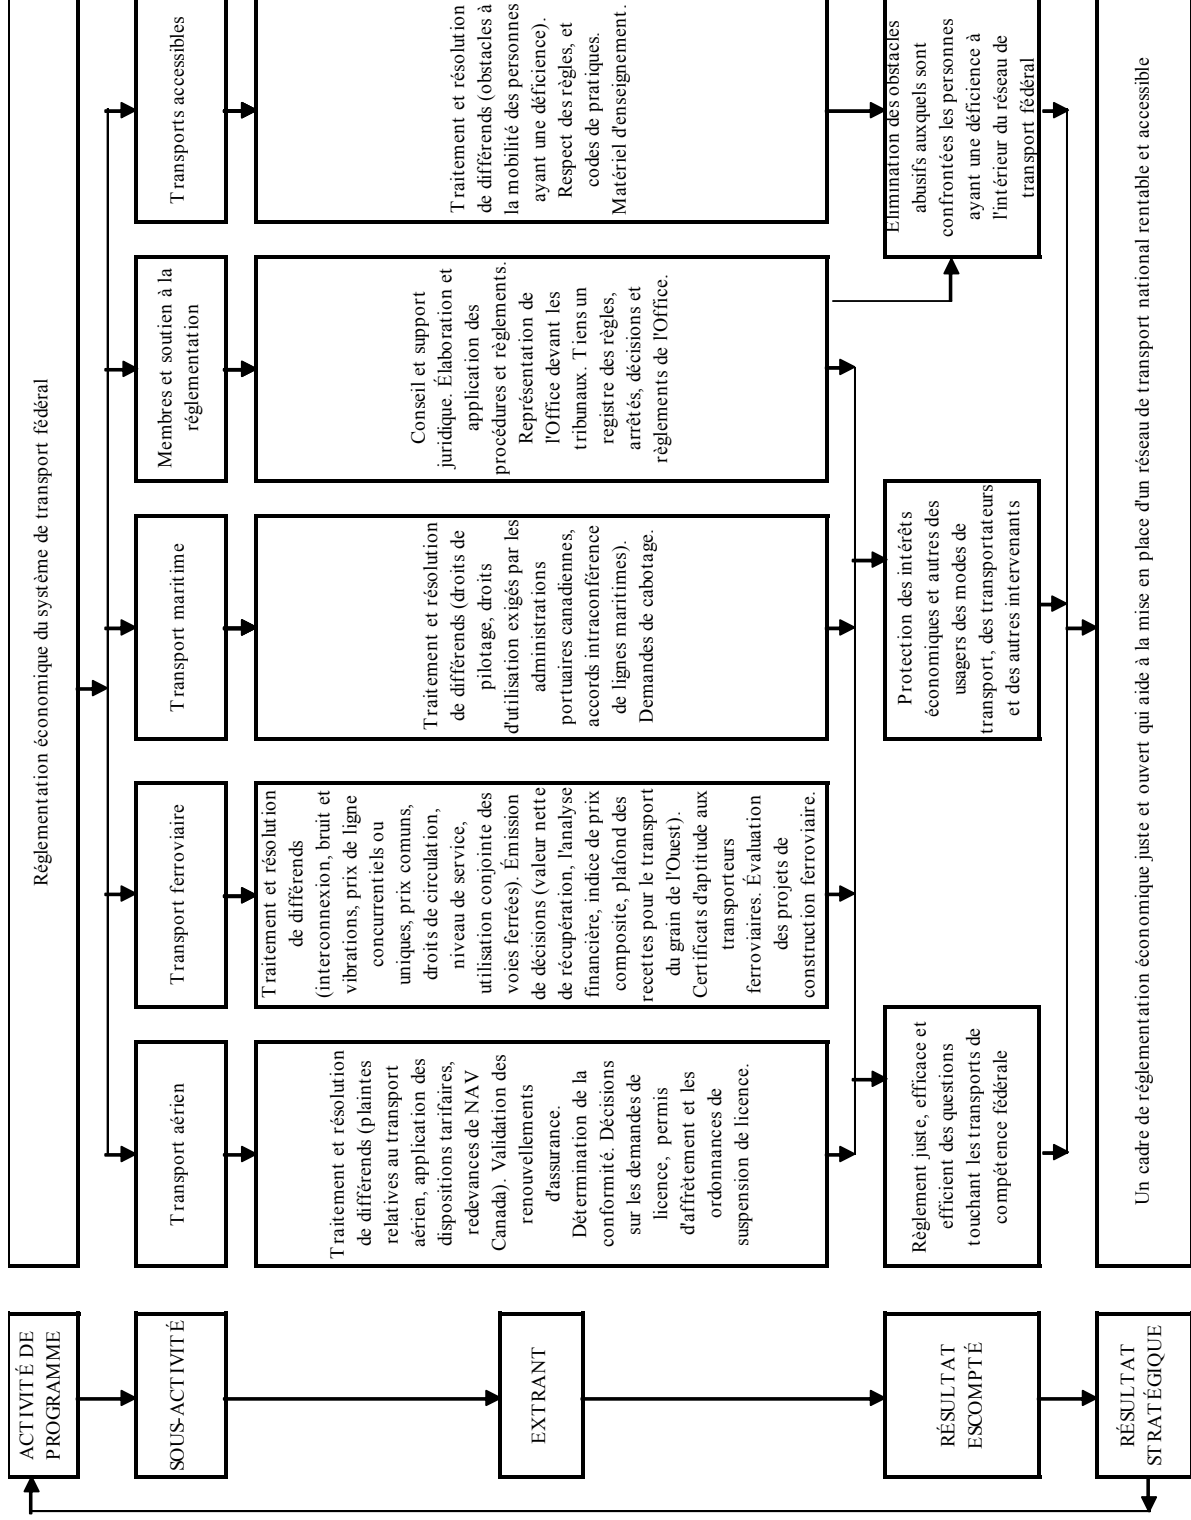 ACTIVITÉ DE
PROGRAMME
Réglementation économique du système de transport fédéral
SOUS-ACTIVITÉ
Transport aérien
Transport ferroviaire
Transport maritime
Membres et soutien à la
réglementation
Transports accessibles
EXTRANT
Traitement et résolution
de différends (plaintes
relatives au transport
aérien, application des
dispositions tarifaires,
redevances de NAV
Canada). Validation des
renouvellements
d'assurance.
Détermination de la
conformité. Décisions
sur les demandes de
licence, permis
d'affrètement et les
ordonnances de
suspension de licence.
Traitement et résolution
de différends
(interconnexion, bruit et
vibrations, prix de ligne
concurrentiels ou
uniques, prix communs,
droits de circulation,
niveau de service,
utilisation conjointe des
voies ferrées). Émission
de décisions (valeur nette
de récupération, l'analyse
financière, indice de prix
composite, plafond des
recettes pour le transport
du grain de l'Ouest).
Certificats d'aptitude aux
transporteurs
ferroviaires. Évaluation
des projets de
construction ferroviaire.
Traitement et résolution
de différends (droits de
pilotage, droits
d'utilisation exigés par les
administrations
portuaires canadiennes,
accords intraconférence
de lignes maritimes).
Demandes de cabotage.
Conseil et support
juridique. Élaboration et
application des
procédures et règlements.
Représentation de
l'Office devant les
tribunaux. Tiens un
registre des règles,
arrêtés, décisions et
règlements de l'Office.
Traitement et résolution
de différends (obstacles à
la mobilité des personnes
ayant une déficience).
Respect des règles, et
codes de pratiques.
Matériel d'enseignement.
RÉSULTAT
ESCOMPTÉ
Règlement juste, efficace et
efficient des questions
touchant les transports de
compétence fédérale
Protection des intérêts
économiques et autres des
usagers des modes de
transport, des transportateurs
et des autres intervenants
Élimination des obstacles
abusifs auxquels sont
confrontées les personnes
ayant une déficience à
l'intérieur du réseau de
transport fédéral
RÉSULTAT
STRATÉGIQUE
Un cadre de réglementation économique juste et ouvert qui aide à la mise en place d'un réseau de transport national rentable et accessible